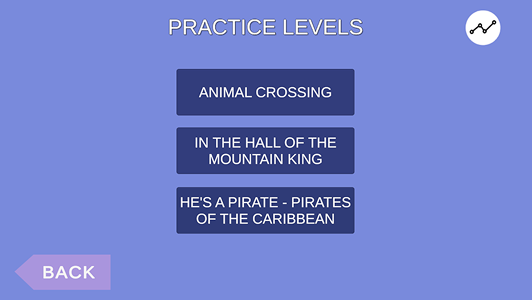 PRACTICE LEVELS
ANIMAL CROSSING
IN THE HALL OF THE
MOUNTAIN KING
HE'S A PIRATE - PIRATES
OF THE CARIBBEAN
BACK